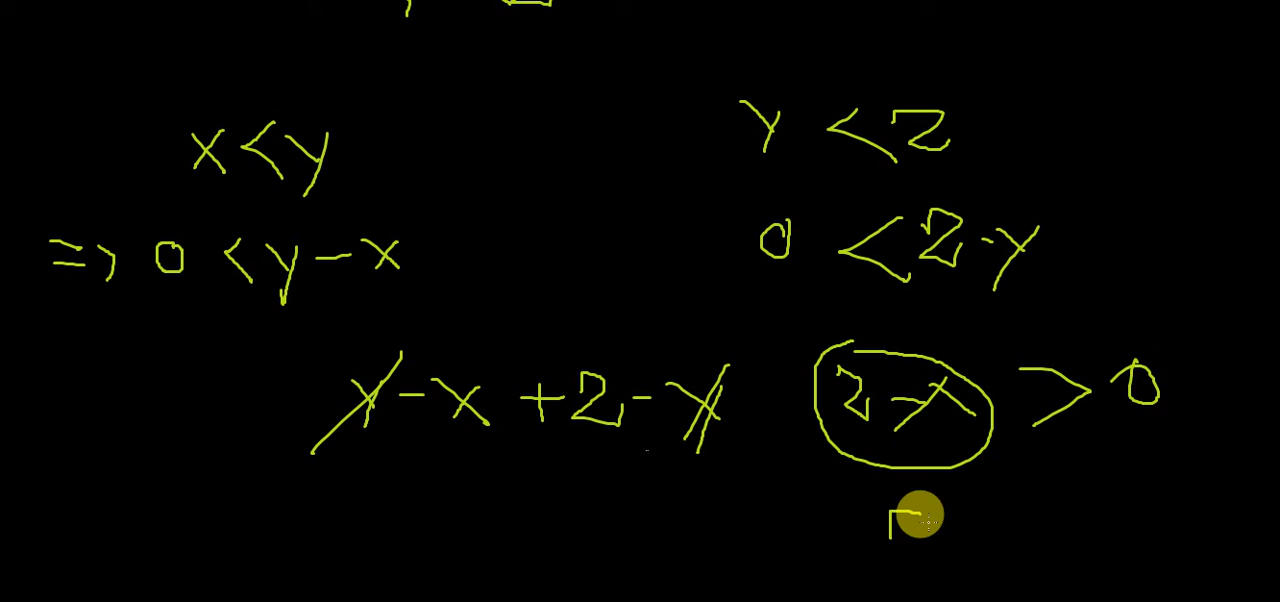 x < y
y < z
=> 0 < y - x
0 < z - y
y - x + z - y
z - x > 0